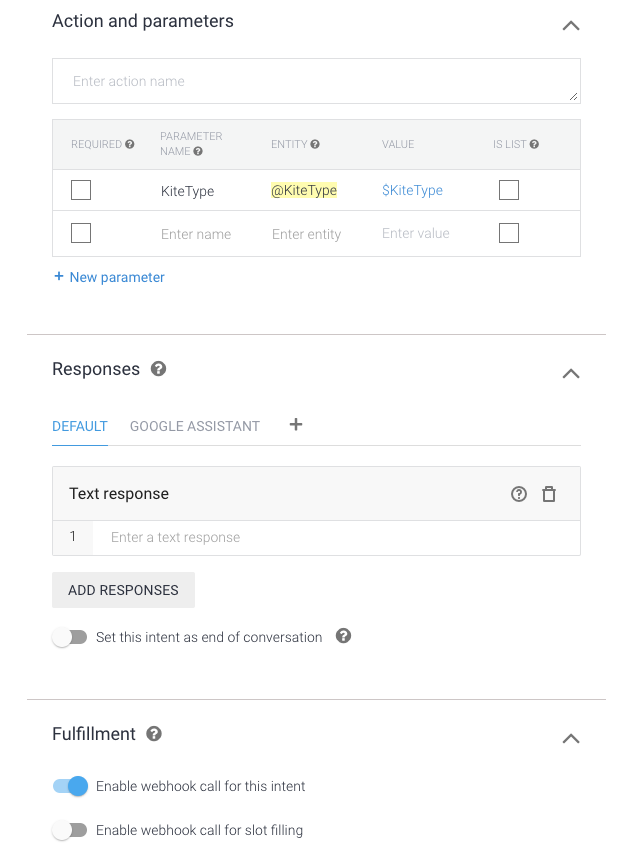 Action and parameters
Enter action name
REQUIRED ? PARAMETER NAME ? ENTITY ? VALUE IS LIST ?
KiteType @KiteType $KiteType
Enter name Enter entity Enter value
+ New parameter
Responses ?
DEFAULT GOOGLE ASSISTANT +
Text response ?
1 Enter a text response
ADD RESPONSES
Set this intent as end of conversation ?
Fulfillment ?
Enable webhook call for this intent
Enable webhook call for slot filling